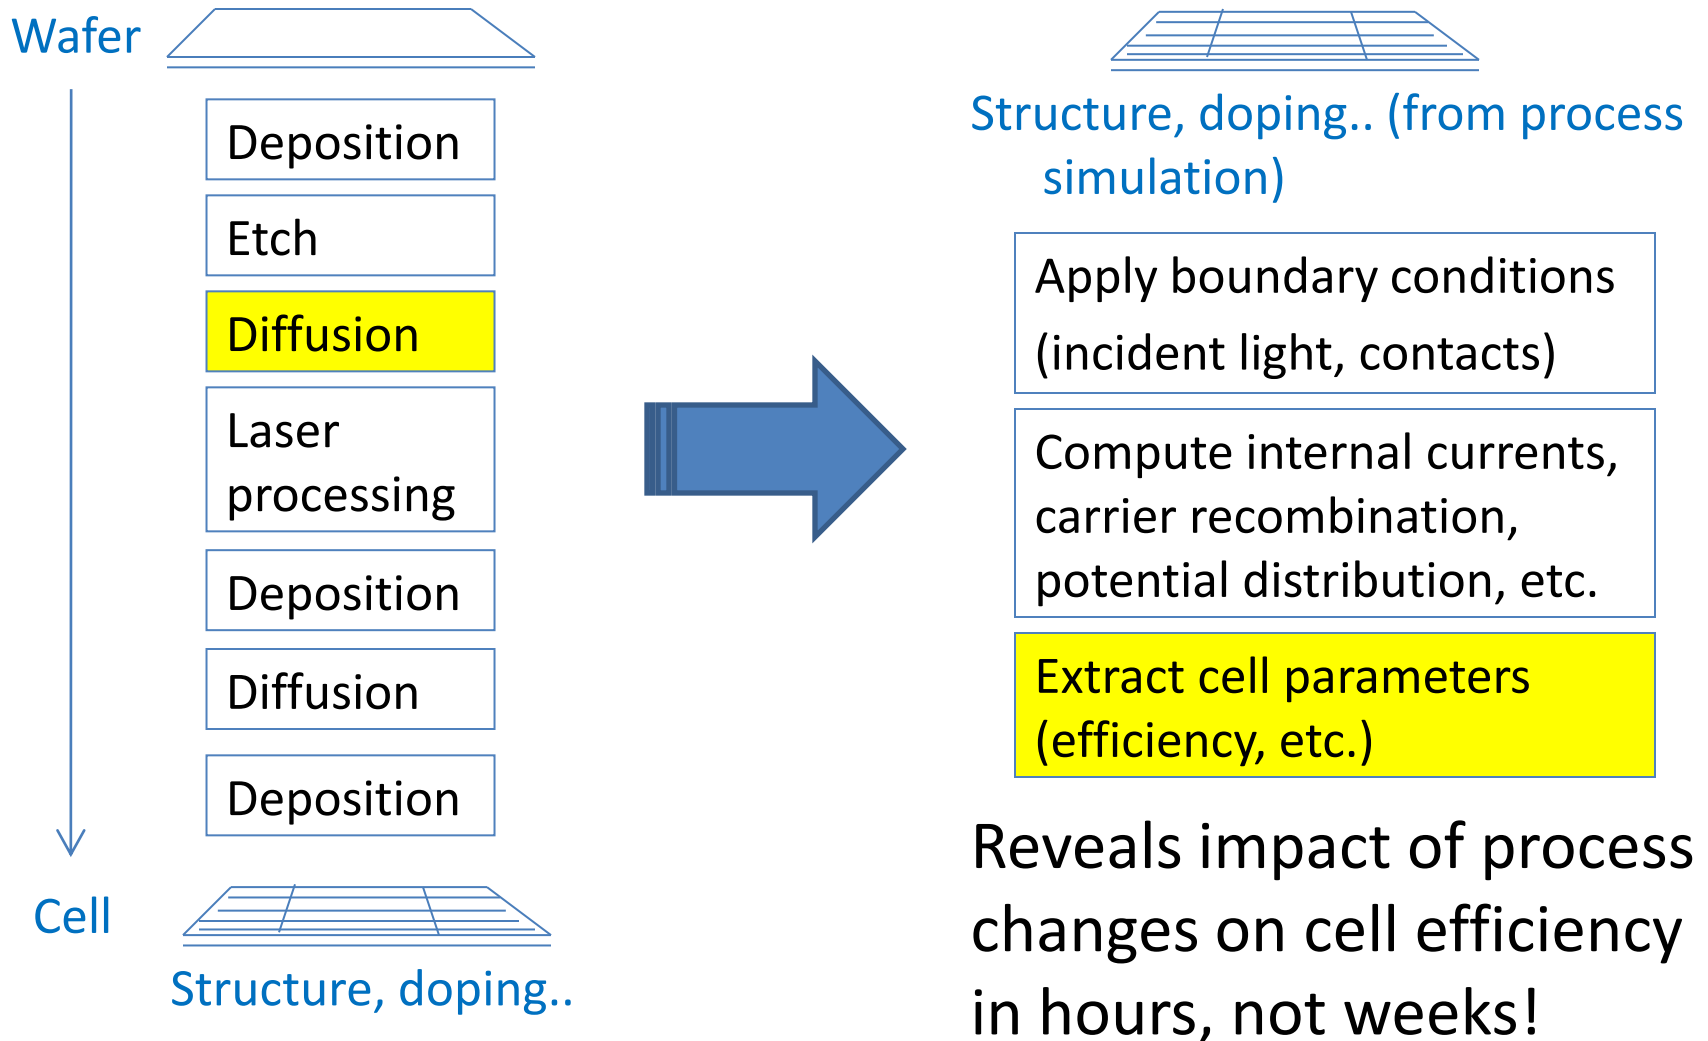 Wafer
Deposition
Etch
Diffusion
Laser
processing
Deposition
Diffusion
Deposition
Cell
Structure, doping..
Structure, doping.. (from process
simulation)
Apply boundary conditions
(incident light, contacts)
Compute internal currents,
carrier recombination,
potential distribution, etc.
Extract cell parameters
(efficiency, etc.)
Reveals impact of process
changes on cell efficiency
in hours, not weeks!